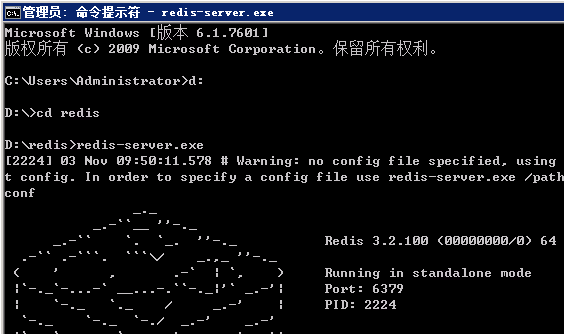 管理员: 命令提示符 - redis-server.exe
Microsoft Windows [版本 6.1.7601]
版权所有 (c) 2009 Microsoft Corporation。保留所有权利。
C:\Users\Administrator>d:
D:\>cd redis
D:\redis>redis-server.exe
[2224] 03 Nov 09:50:11.578 # Warning: no config file specified, using
t config. In order to specify a config file use redis-server.exe /path
conf
Redis 3.2.100 (00000000/0) 64
Running in standalone mode
Port: 6379
PID: 2224